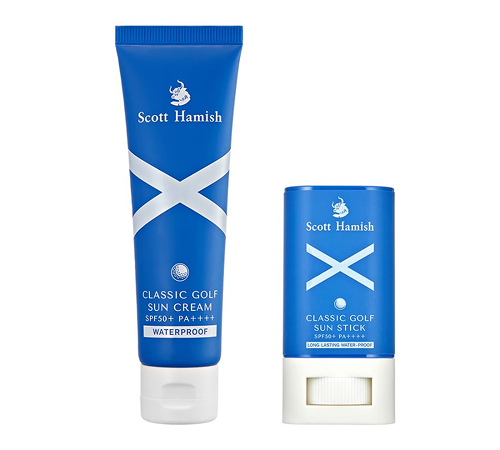 Scott Hamish
CLASSIC GOLF
SUN CREAM
SPF50+ PA++++
WATERPROOF
Scott Hamish
CLASSIC GOLF
SUN STICK
SPF50+ PA++++
LONG LASTING WATER-PROOF